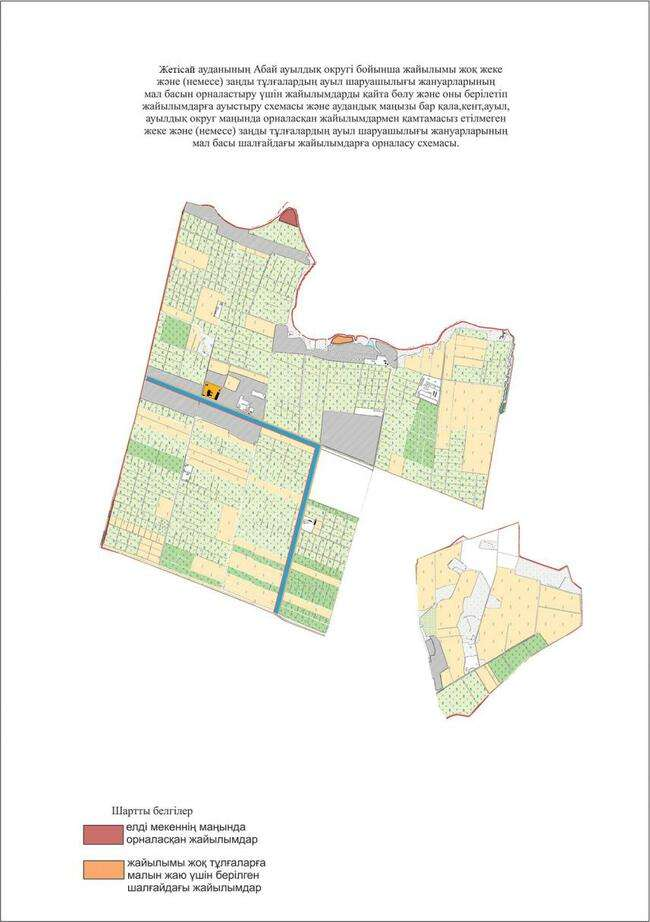 Жетісай ауданының Абай ауылдық округі бойынша жайылымы жоқ жеке
және (немесе) заңды тұлғалардың ауыл шаруашылығы жануарларының
мал басын орналастыру үшін жайылымдарды қайта бөлу және оны берілетін
жайылымдарға ауыстыру схемасы және аудандық маңызы бар қала,кент,ауыл,
ауылдық округ маңында орналасқан жайылымдармен қамтамасыз етілмеген
жеке және (немесе) заңды тұлғалардың ауыл шаруашылығы жануарларының
мал басы шалғайдағы жайылымдарға орналасу схемасы.
Шартты белгілер
елді мекеннің маңында
орналасқан жайылымдар
жайылымы жоқ тұлғаларға
малын жаю үшін берілген
шалғайдағы жайылымдар